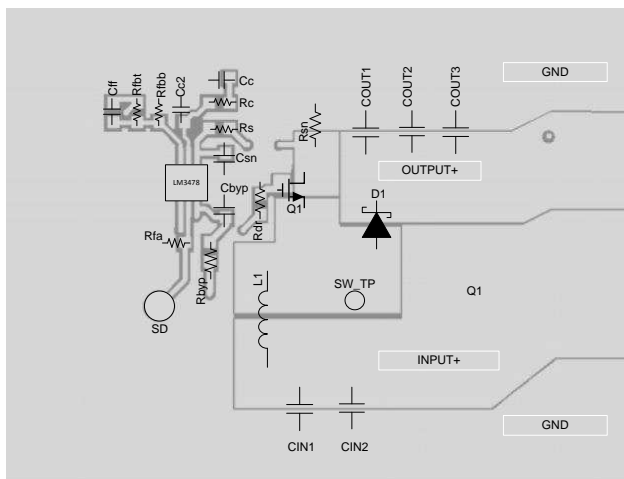 COUT1
COUT2
COUT3
GND
Cff
Rfbt
Rfbb
Cc2
Cc
Rc
Rs
Rsn
Csn
LM3478
Cbyp
OUTPUT+
D1
Q1
Rdr
Rfa
Rbyp
L1
SW_TP
Q1
SD
INPUT+
GND
CIN1
CIN2